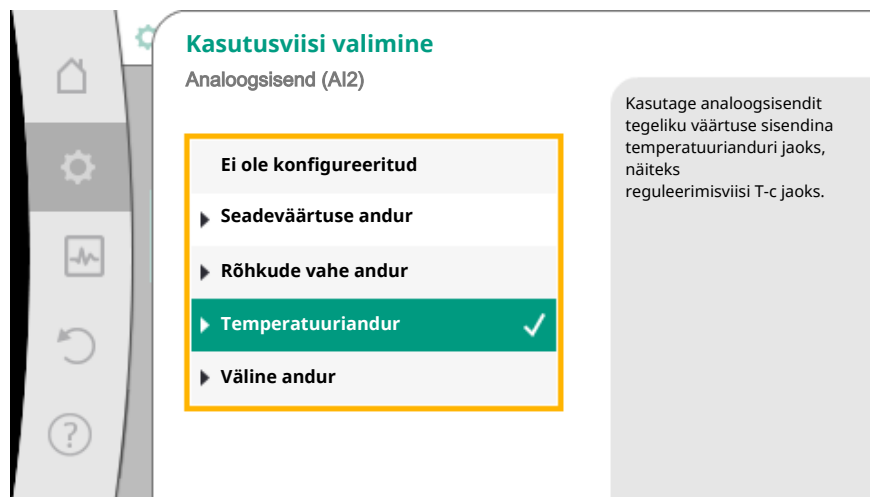 Kasutusviisi valimine
Analoogsisend (AI2)
Ei ole konfigureeritud
Seadeväärtuse andur
Rõhkude vahe andur
Temperatuuriandur
Väline andur
Kasutage analoogsisendit
tegeliku väärtuse sisendina
temperatuurianduri jaoks,
näiteks
reguleerimisviisi T-c jaoks.